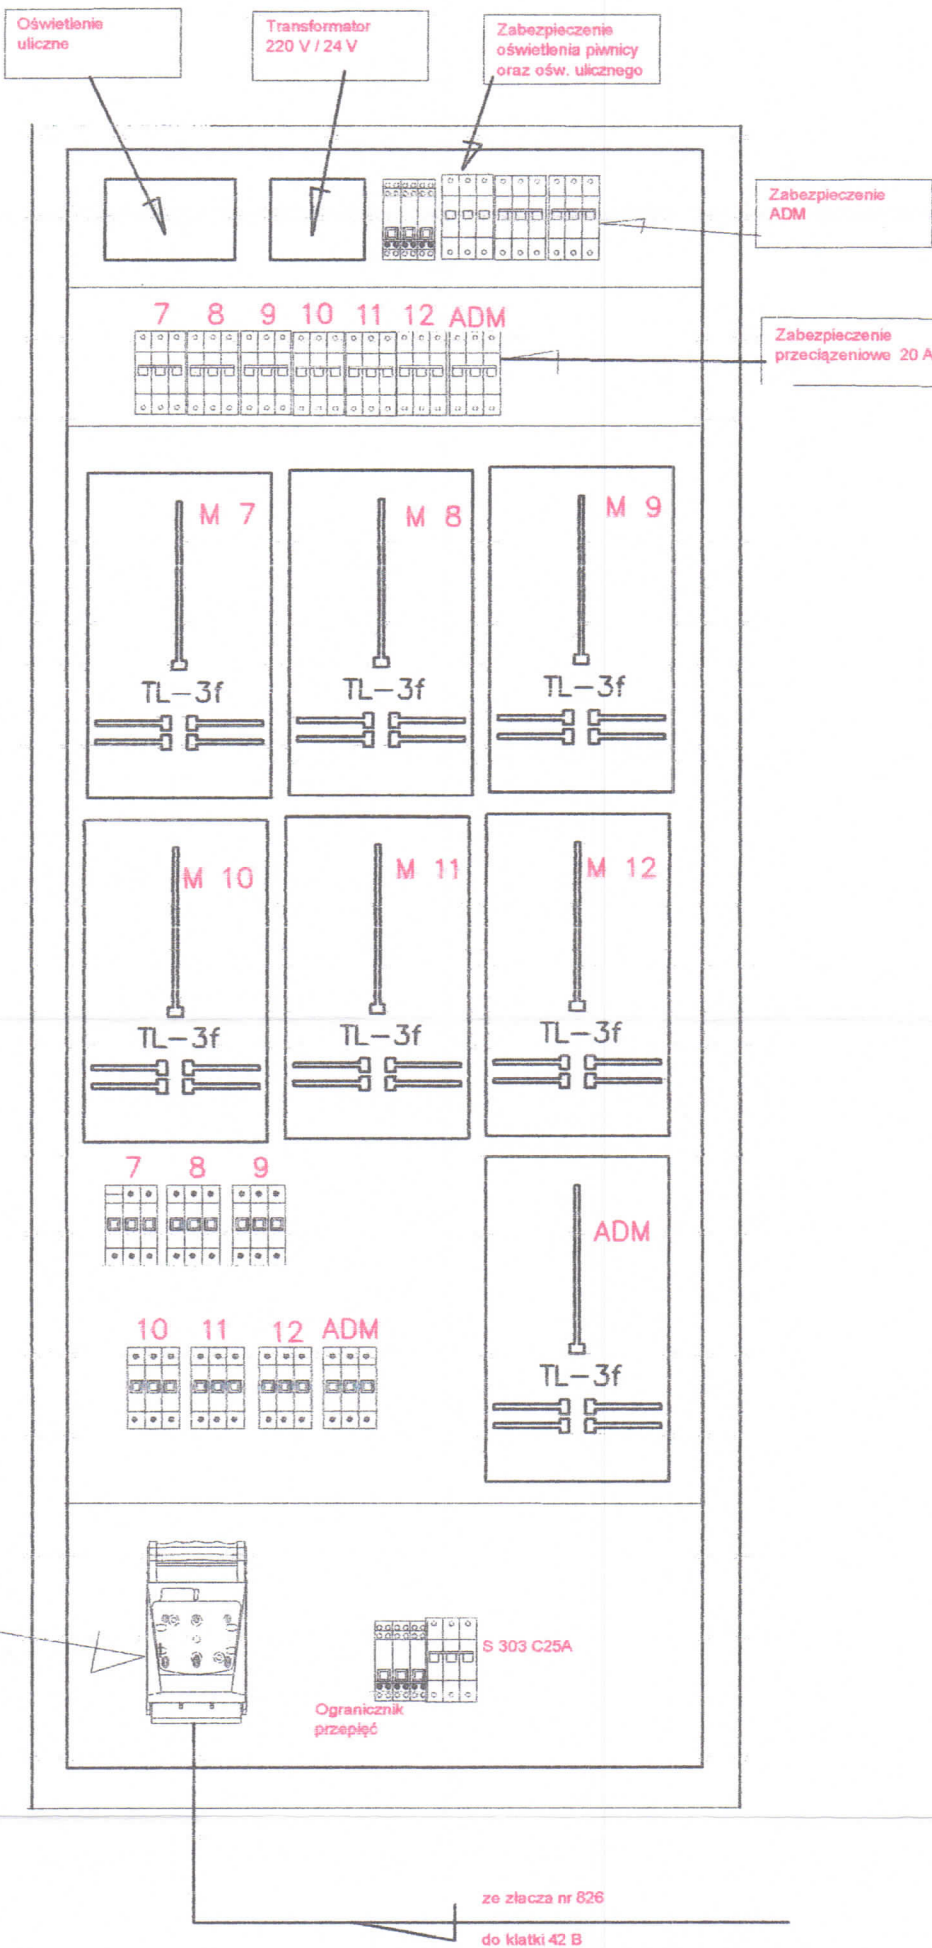 Oświetlenie
uliczne
Transformator
220 V / 24 V
Zabezpieczenie
oświetlenia piwnicy
oraz ośw. ulicznego
Zabezpieczenie
ADM
7 8 9 10 11 12 ADM
Zabezpieczenie
przeciązeniowe 20 A
M 7
M 8
M 9
TL-3f
TL-3f
TL-3f
M 10
M 11
M 12
TL-3f
TL-3f
TL-3f
7 8 9
ADM
10 11 12 ADM
TL-3f
S 303 C25A
Ogranicznik
przepięć
ze złacza nr 826
do klatki 42 B